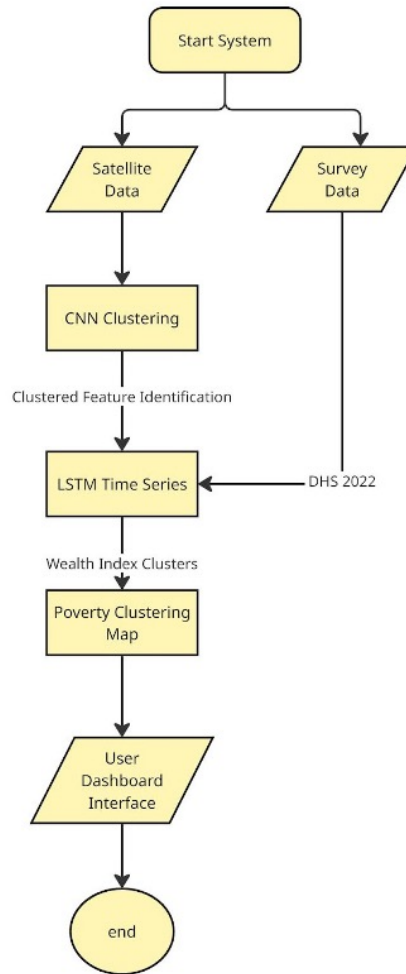 Start System
Satellite
Data
Survey
Data
CNN Clustering
Clustered Feature Identification
LSTM Time Series
DHS 2022
Wealth Index Clusters
Poverty Clustering
Map
User
Dashboard
Interface
end